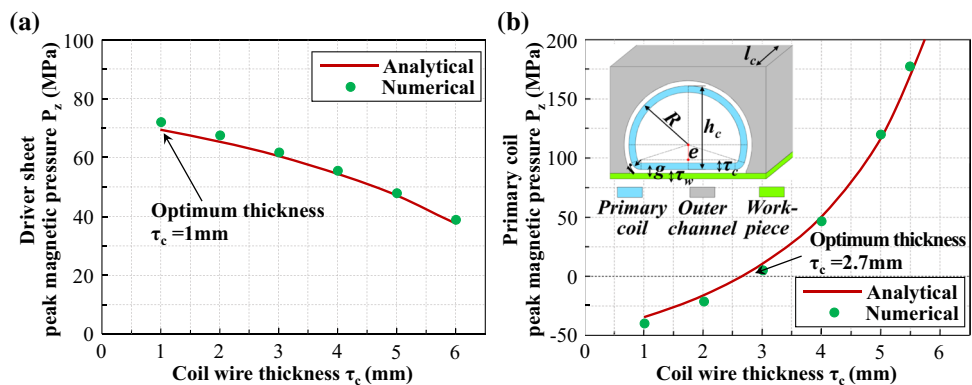 (a)
Driver sheet
peak magnetic pressure P_z (MPa)
100
80
60
40
20
0
0 1 2 3 4 5 6
Coil wire thickness τ_c (mm)
Analytical
Numerical
Optimum thickness
τ_c =1mm
(b)
Primary coil
peak magnetic pressure P_z (MPa)
200
150
100
50
0
-50
0 1 2 3 4 5 6
Coil wire thickness τ_c (mm)
l_c
R
h_c
e
r
g
τ_w
τ_c
Primary coil
Outer channel
Work-piece
Optimum thickness
τ_c =2.7mm
Analytical
Numerical